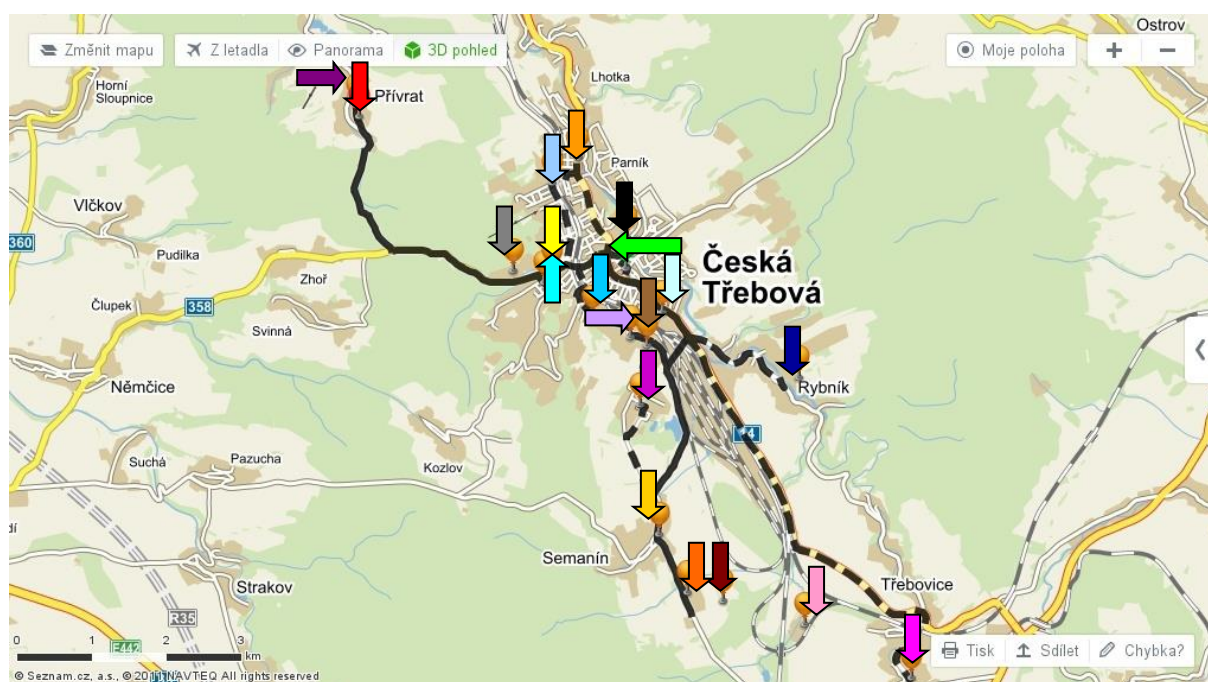 Změnit mapu
Z letadla
Panorama
3D pohled
Moje poloha
+
−
Ostrov
Lhotka
Horní
Sloupnice
Přívrat
Parník
Vlčkov
360
Pudilka
Zhoř
Česká
Třebová
Člupek
358
Svinná
Němčice
Rybník
14
Suchá
Pazucha
Kozlov
dí
Semanín
Strakov
Třebovice
R35
E442
0 1 2 3
km
Tisk
Sdílet
Chybka?
© Seznam.cz, a.s., © 2011 NAVTEQ All rights reserved